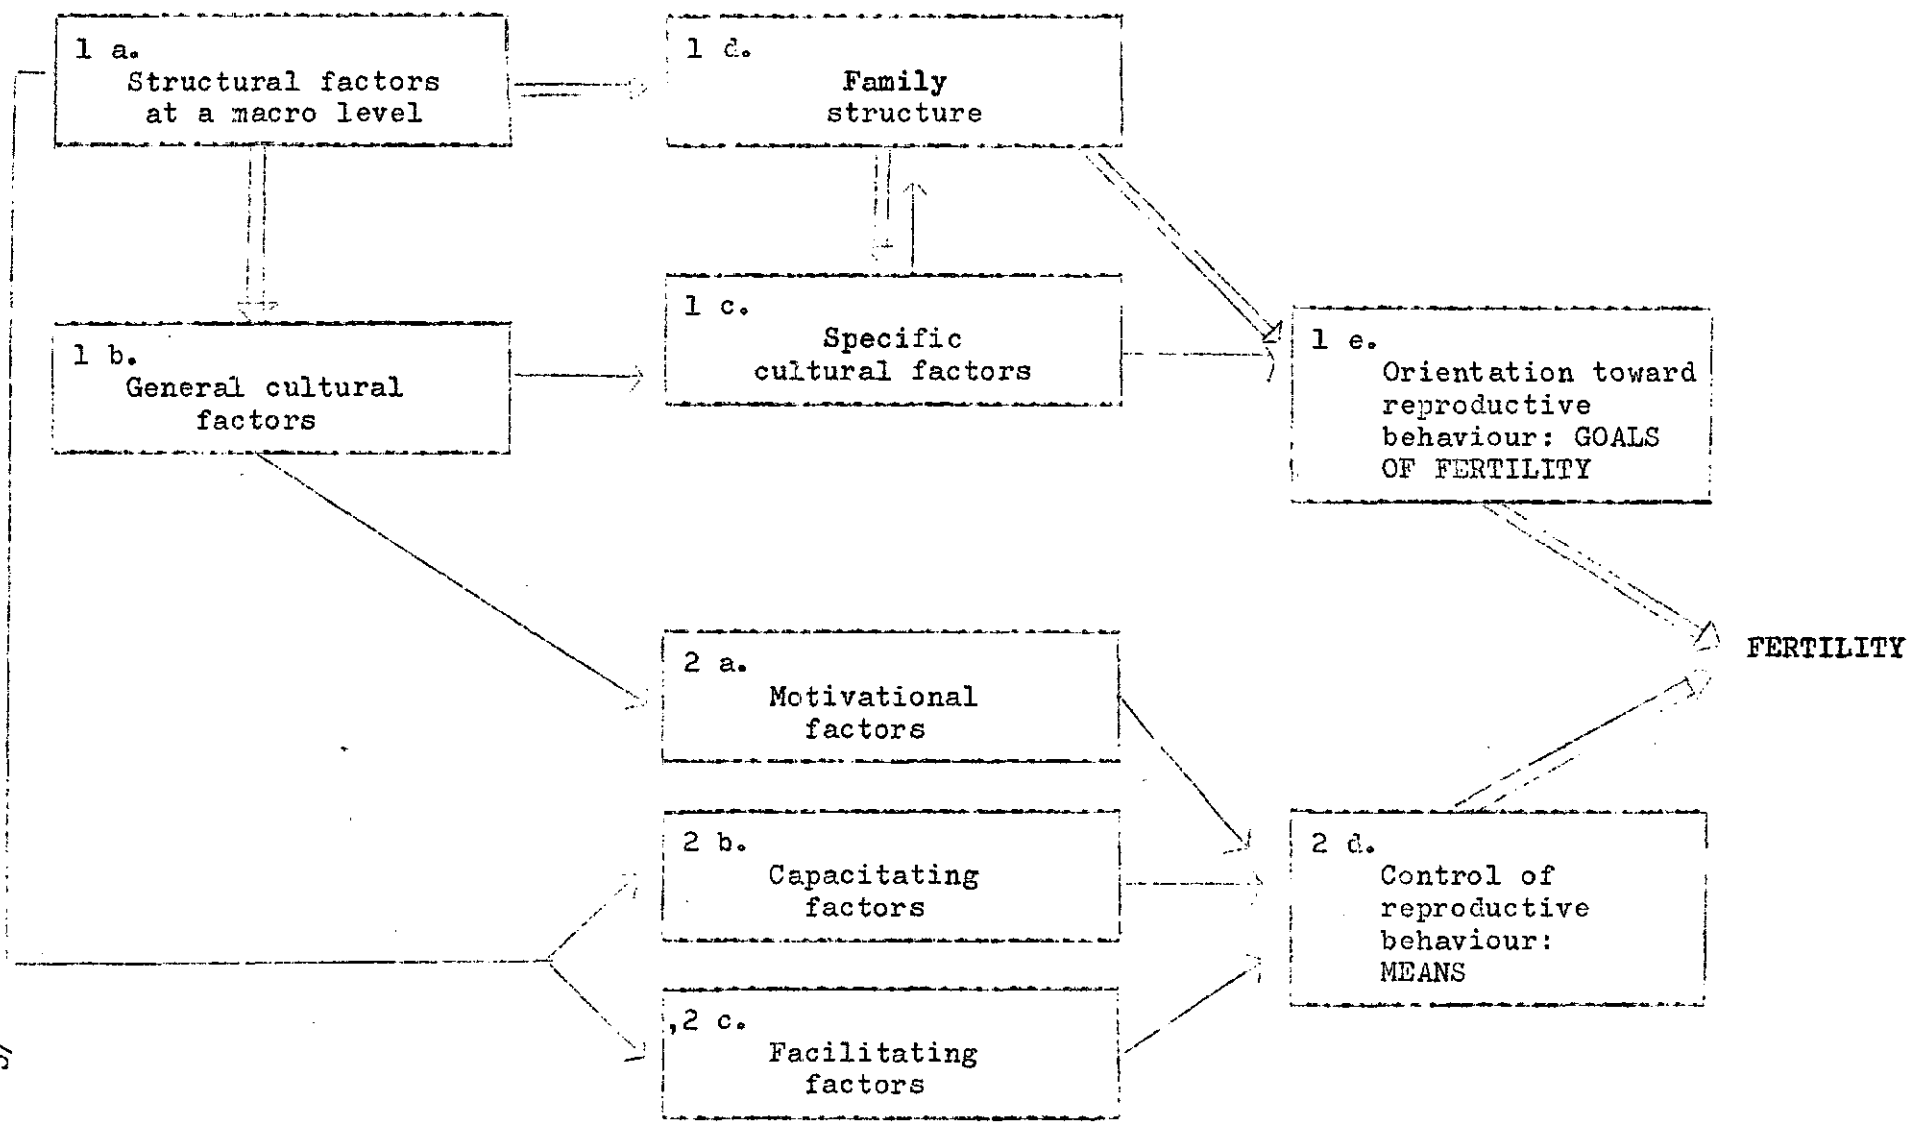 1 a.
Structural factors
at a macro level
1 d.
Family
structure
1 b.
General cultural
factors
1 c.
Specific
cultural factors
1 e.
Orientation toward
reproductive
behaviour: GOALS
OF FERTILITY
2 a.
Motivational
factors
FERTILITY
2 b.
Capacitating
factors
2 d.
Control of
reproductive
behaviour:
MEANS
,2 c.
Facilitating
factors